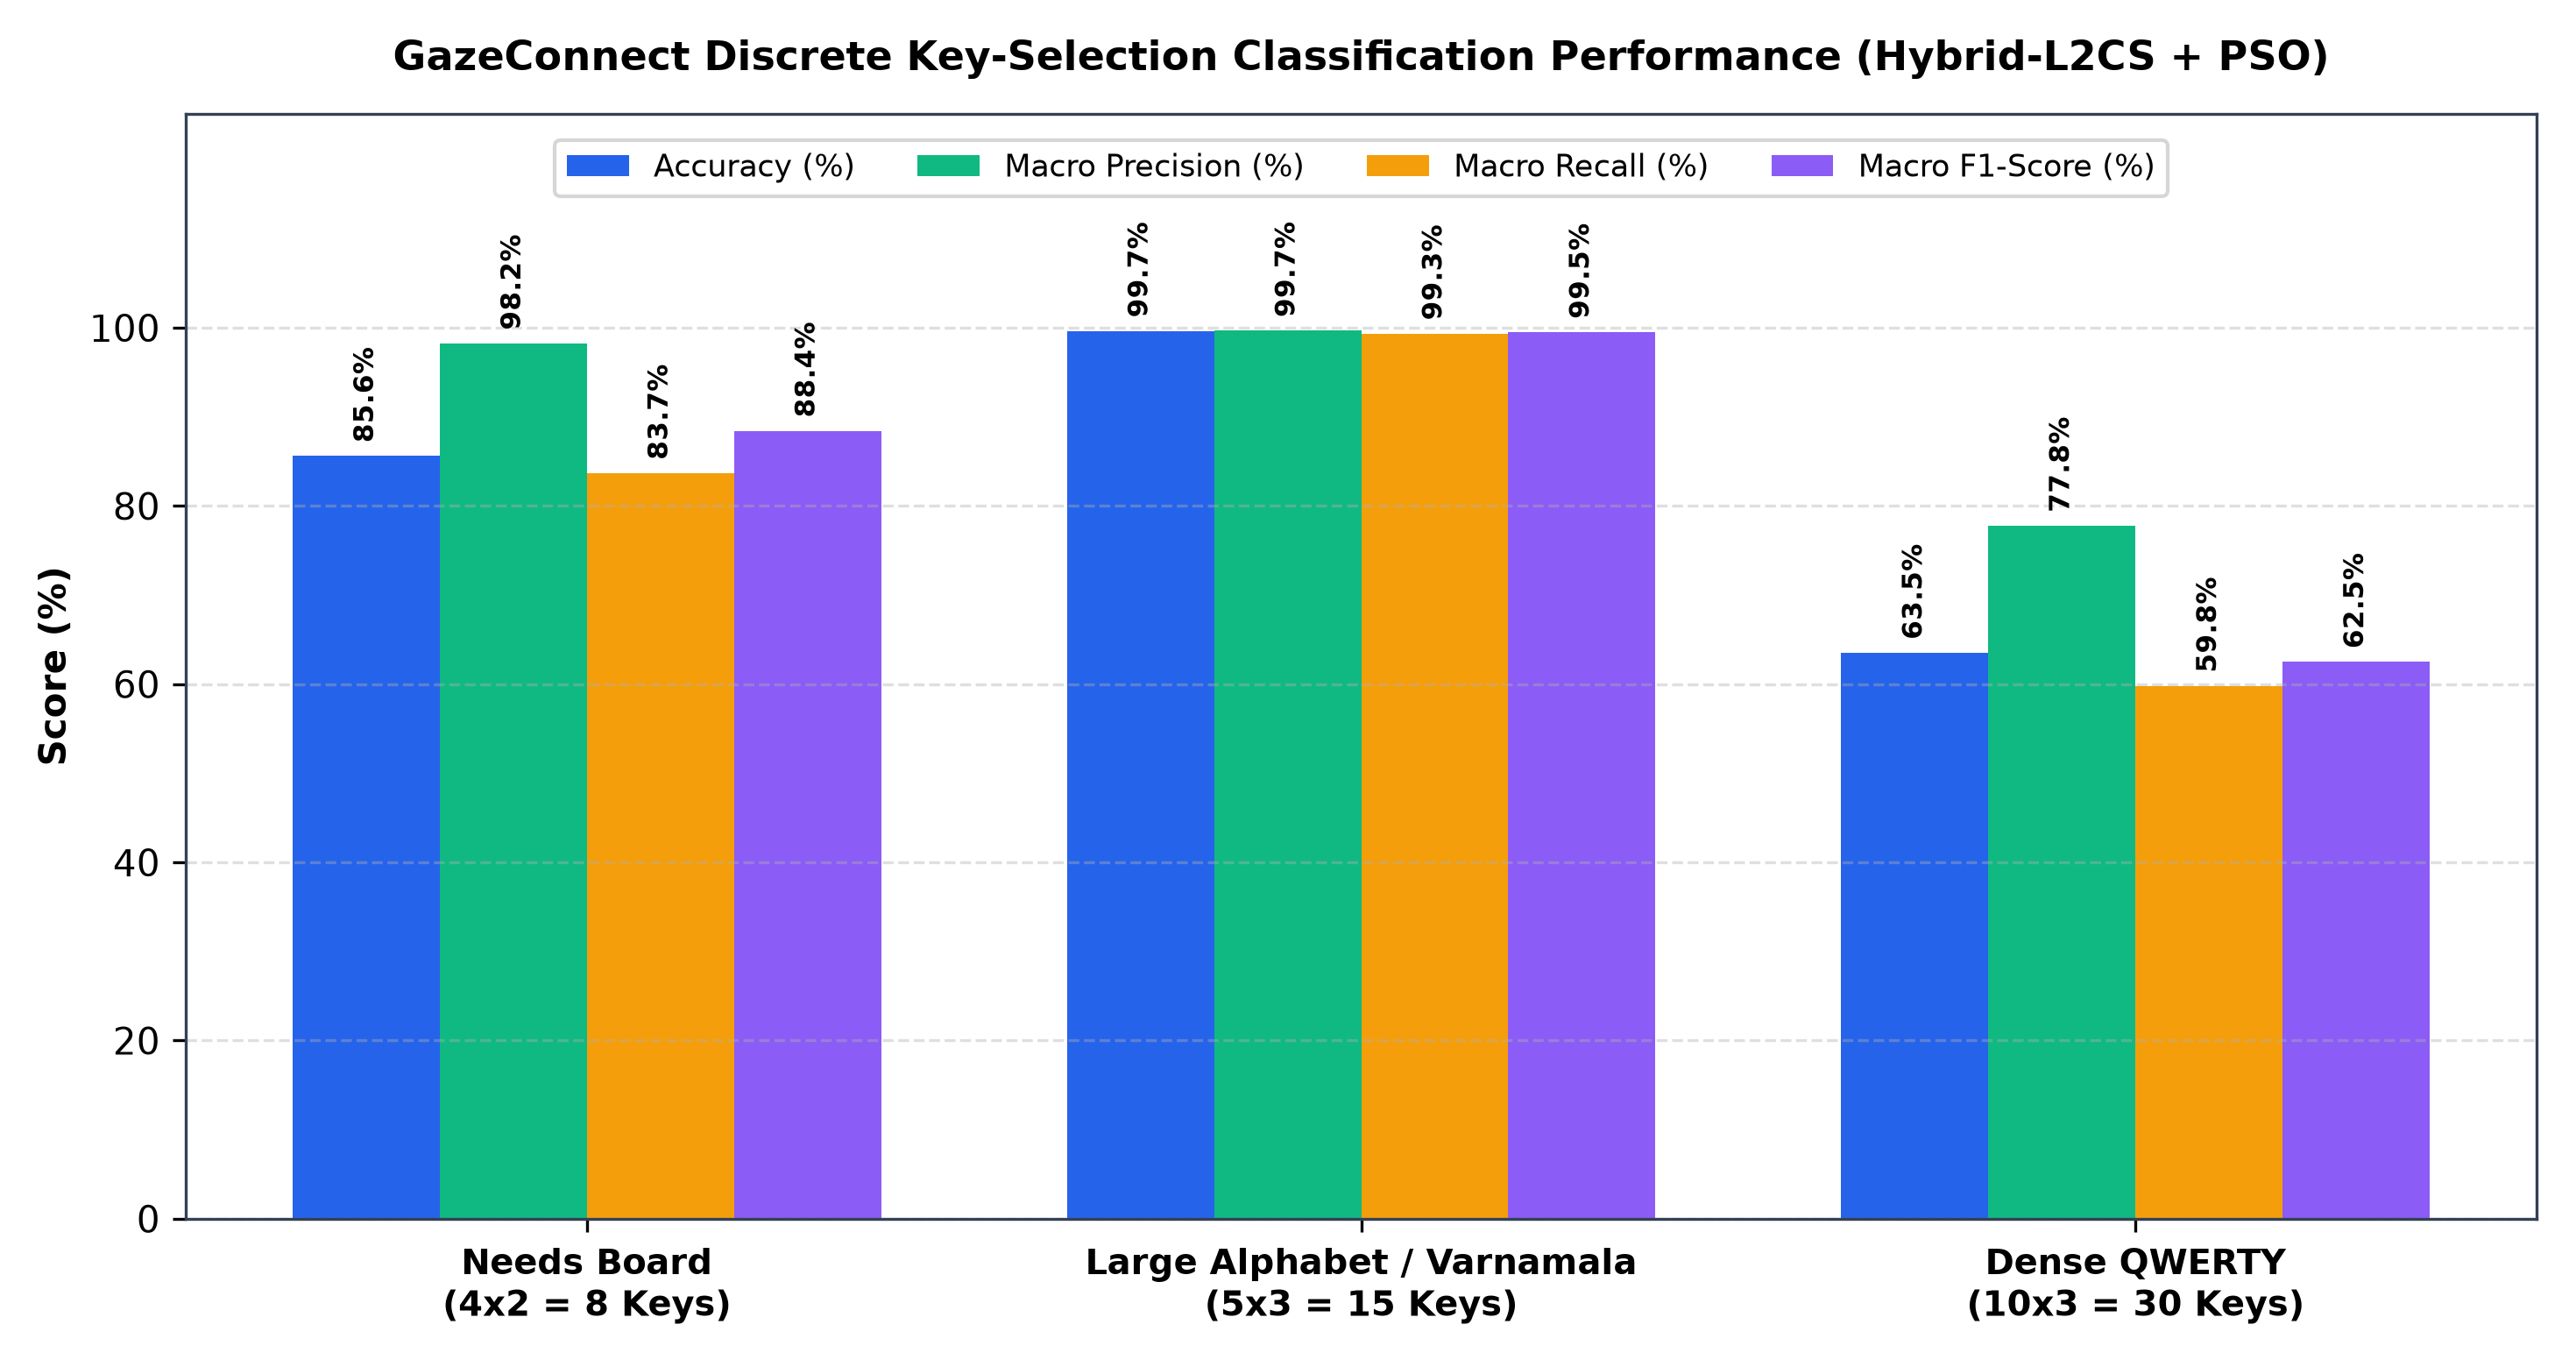 GazeConnect Discrete Key-Selection Classification Performance (Hybrid-L2CS + PSO)
Accuracy (%) Macro Precision (%) Macro Recall (%) Macro F1-Score (%)
85.6% 98.2% 83.7% 88.4% 99.7% 99.7% 99.3% 99.5% 63.5% 77.8% 59.8% 62.5%
Score (%)
100
80
60
40
20
0
Needs Board Large Alphabet / Varnamala Dense QWERTY
(4x2 = 8 Keys) (5x3 = 15 Keys) (10x3 = 30 Keys)